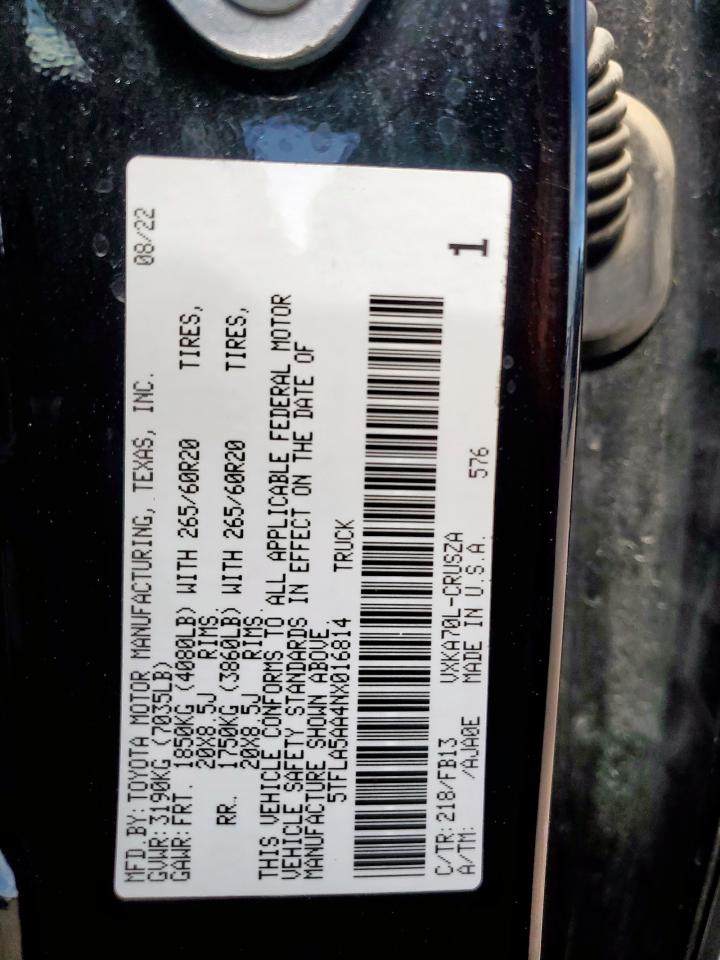 MFD.BY:TOYOTA MOTOR MANUFACTURING, TEXAS, INC. 08/22
GVWR:3190KG (7035LB)
GAWR:FRT. 1850KG (4080LB) WITH 265/60R20 TIRES,
20X8.5J RIMS
RR. 1750KG (3860LB) WITH 265/60R20 TIRES,
20X8.5J RIMS
THIS VEHICLE CONFORMS TO ALL APPLICABLE FEDERAL MOTOR
VEHICLE SAFETY STANDARDS IN EFFECT ON THE DATE OF
MANUFACTURE SHOWN ABOVE.
5TFLA5AA4NX016814 TRUCK
C/TR:218/FB13 VXKA70L-CRUSZA
A/TM: /AJA0E MADE IN U.S.A. 576
1